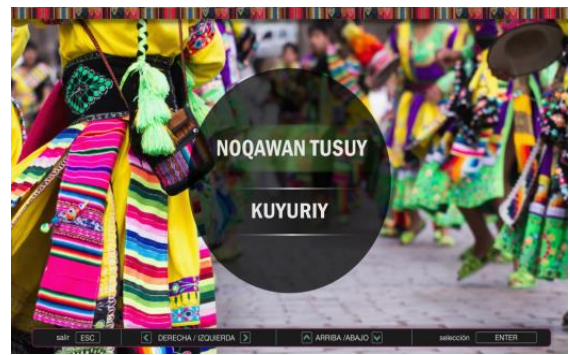 NOQAWAN TUSUY
KUYURIY
salir ESC DERECHA / IZQUIERDA ARRIBA /ABAJO selección ENTER